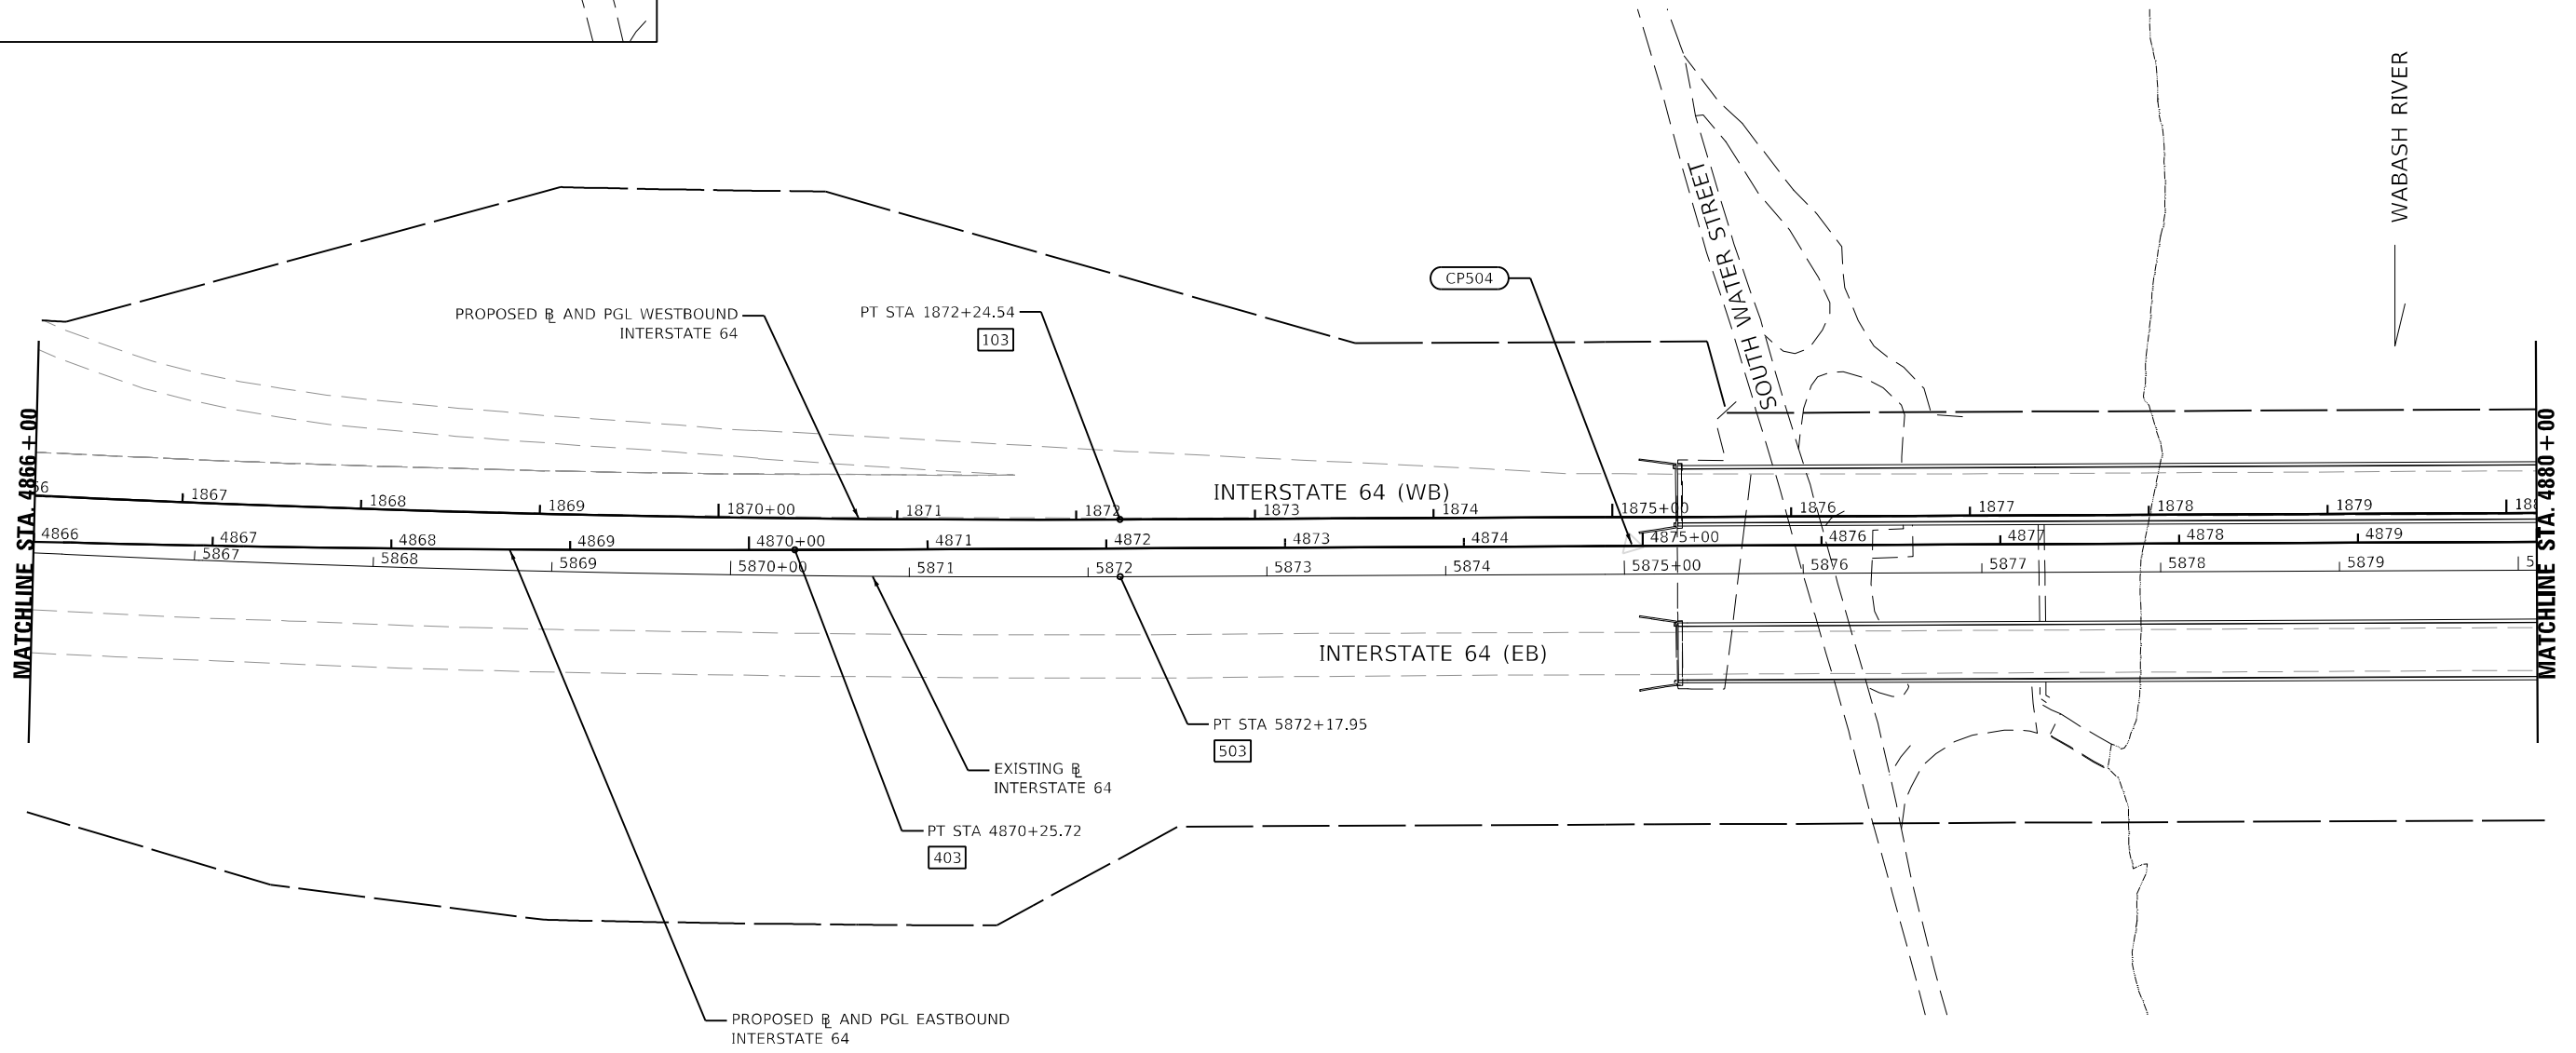 WABASH RIVER
SOUTH WATER STREET
CP504
PROPOSED BL AND PGL WESTBOUND
INTERSTATE 64
PT STA 1872+24.54
103
MATCHLINE STA. 4866+00
MATCHLINE STA. 4880+00
INTERSTATE 64 (WB)
1867 1868 1869 1870+00 1871 1872 1873 1874 1875+00 1876 1877 1878 1879
4866 4867 4868 4869 4870+00 4871 4872 4873 4874 4875+00 4876 4877 4878 4879
5867 5868 5869 5870+00 5871 5872 5873 5874 5875+00 5876 5877 5878 5879
INTERSTATE 64 (EB)
PT STA 5872+17.95
503
EXISTING BL
INTERSTATE 64
PT STA 4870+25.72
403
PROPOSED BL AND PGL EASTBOUND
INTERSTATE 64